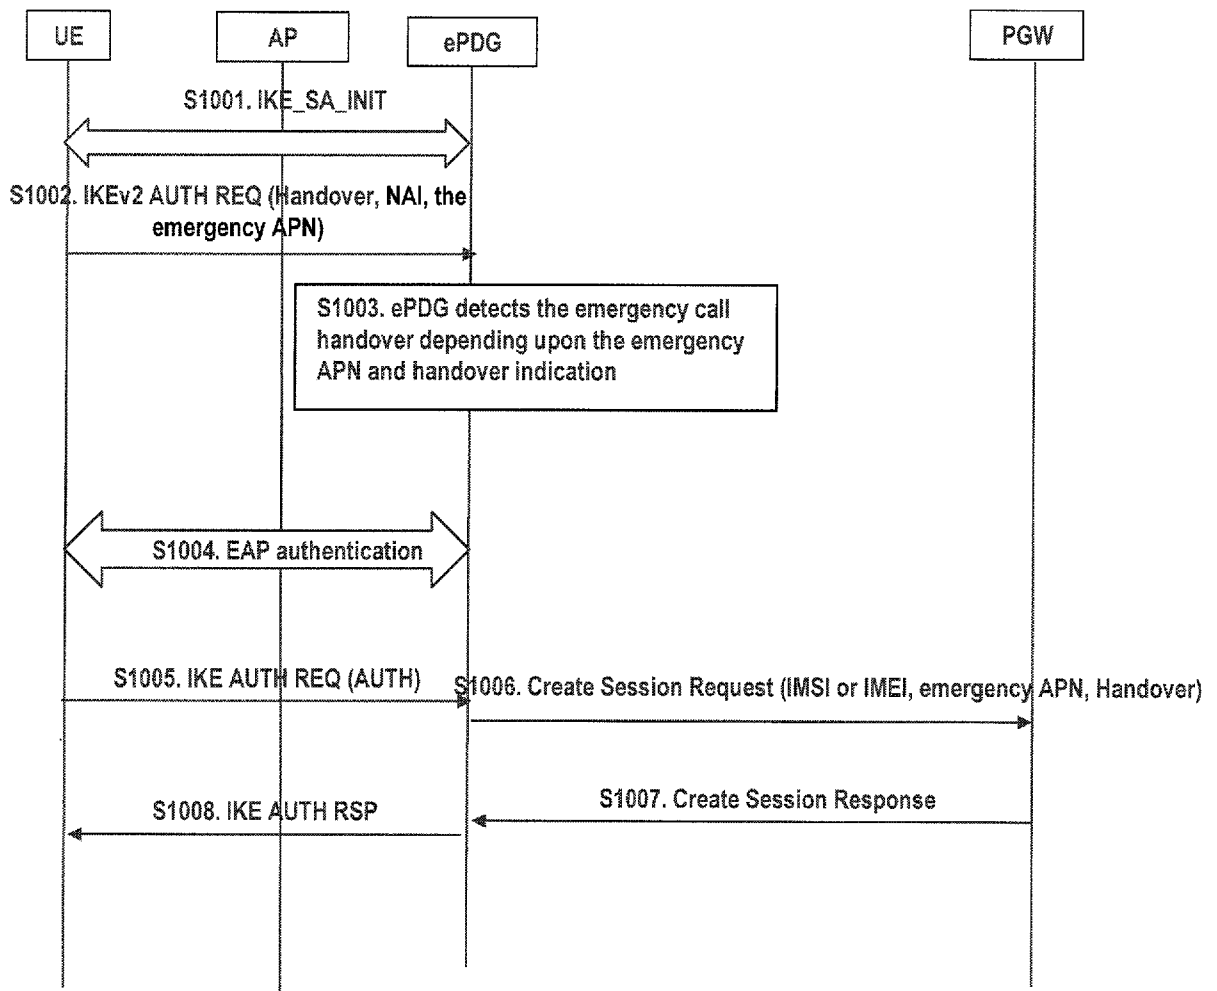 UE
AP
ePDG
PGW
S1001. IKE_SA_INIT
S1002. IKEv2 AUTH REQ (Handover, NAI, the
emergency APN)
S1003. ePDG detects the emergency call
handover depending upon the emergency
APN and handover indication
S1004. EAP authentication
S1005. IKE AUTH REQ (AUTH)
S1006. Create Session Request (IMSI or IMEI, emergency APN, Handover)
S1007. Create Session Response
S1008. IKE AUTH RSP